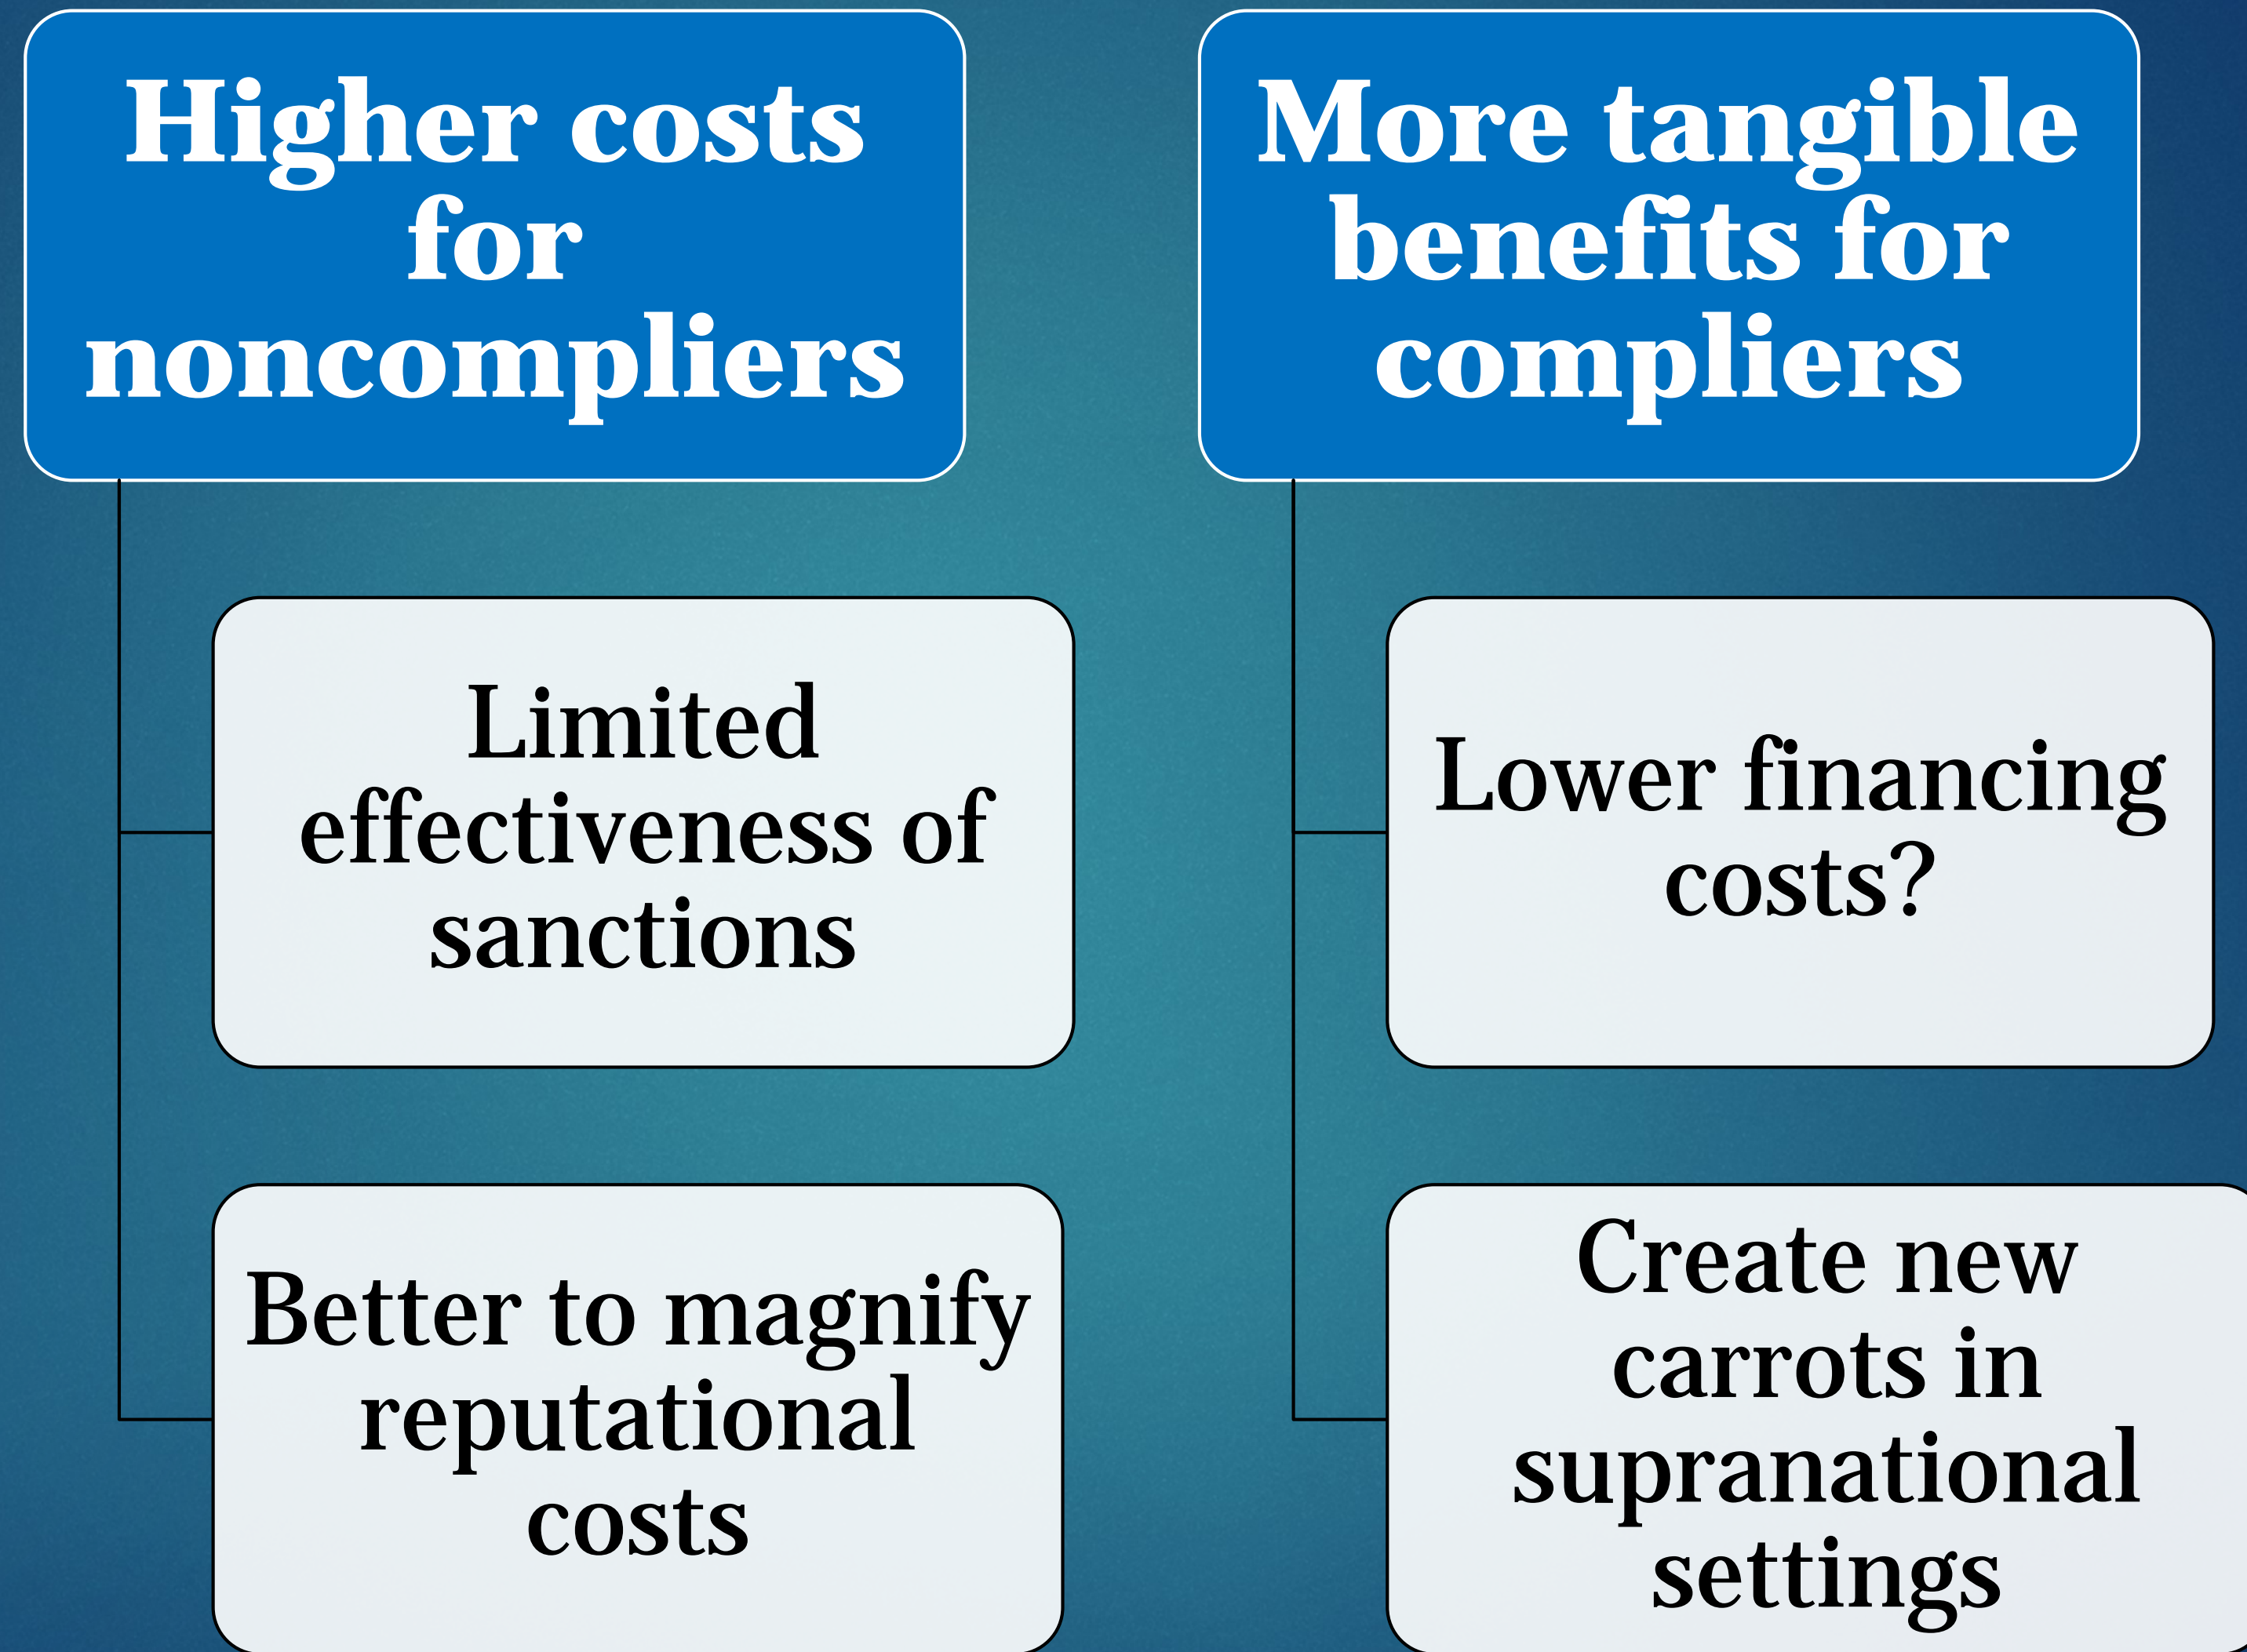 Higher costs
for
noncompliers
Limited
effectiveness of
sanctions
Better to magnify
reputational
costs
More tangible
benefits for
compliers
Lower financing
costs?
Create new
carrots in
supranational
settings